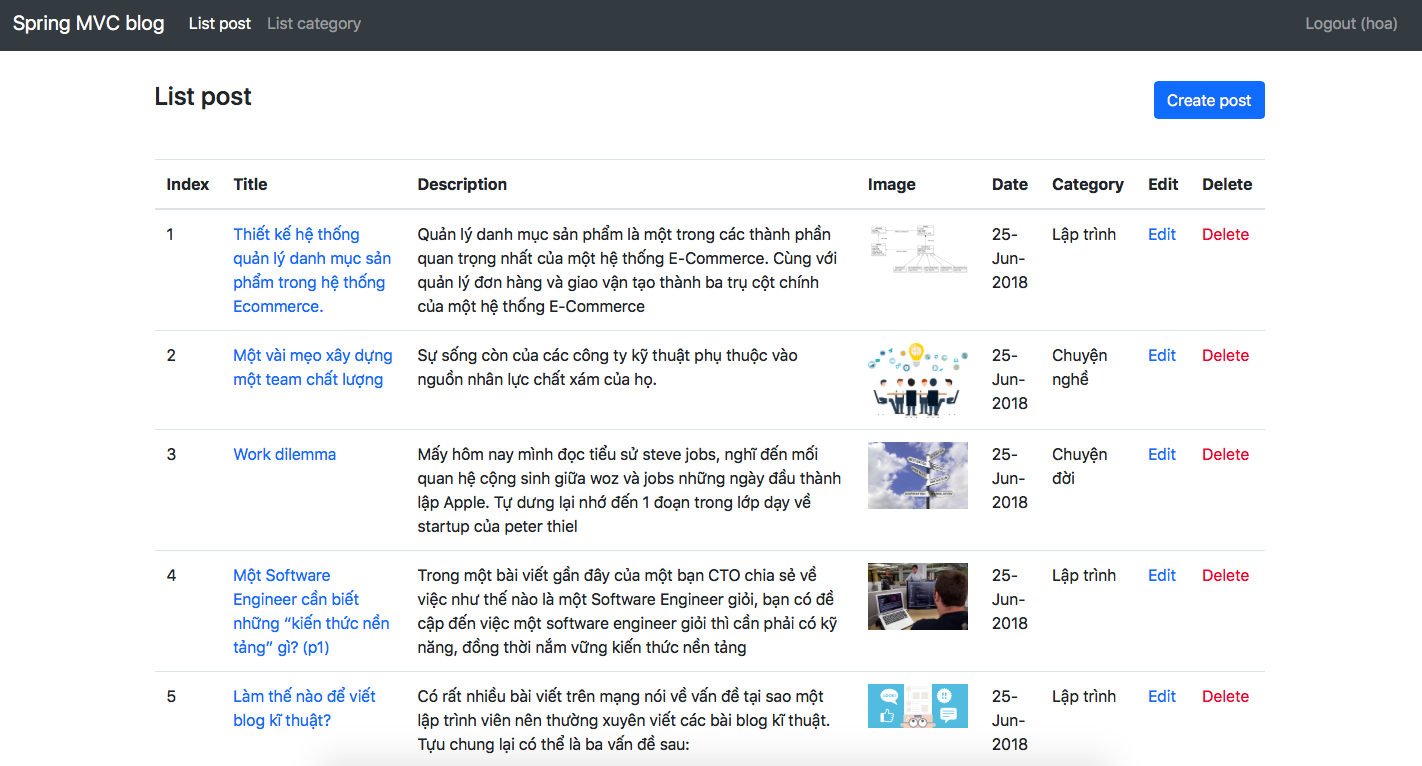 Spring MVC blog List post List category Logout (hoa)
List post
Create post
Index Title Description Image Date Category Edit Delete
1 Thiết kế hệ thống Quản lý danh mục sản phẩm là một trong các thành phần 25- Lập trình Edit Delete
quản lý danh mục sản quan trọng nhất của một hệ thống E-Commerce. Cùng với Jun-
phẩm trong hệ thống quản lý đơn hàng và giao vận tạo thành ba trụ cột chính 2018
Ecommerce. của một hệ thống E-Commerce
2 Một vài mẹo xây dựng Sự sống còn của các công ty kỹ thuật phụ thuộc vào 25- Chuyện Edit Delete
một team chất lượng nguồn nhân lực chất xám của họ. Jun- nghề
2018
3 Work dilemma Mấy hôm nay mình đọc tiểu sử steve jobs, nghĩ đến mối 25- Chuyện Edit Delete
quan hệ cộng sinh giữa woz và jobs những ngày đầu thành Jun- đời
lập Apple. Tự dưng lại nhớ đến 1 đoạn trong lớp dạy về 2018
startup của peter thiel
4 Một Software Trong một bài viết gần đây của một bạn CTO chia sẻ về 25- Lập trình Edit Delete
Engineer cần biết việc như thế nào là một Software Engineer giỏi, bạn có đề Jun-
những “kiến thức nền cập đến việc một software engineer giỏi thì cần phải có kỹ 2018
tảng” gì? (p1) năng, đồng thời nắm vững kiến thức nền tảng
5 Làm thế nào để viết Có rất nhiều bài viết trên mạng nói về vấn đề tại sao một 25- Lập trình Edit Delete
blog kĩ thuật? lập trình viên nên thường xuyên viết các bài blog kĩ thuật. Jun-
Tựu chung lại có thể là ba vấn đề sau: 2018